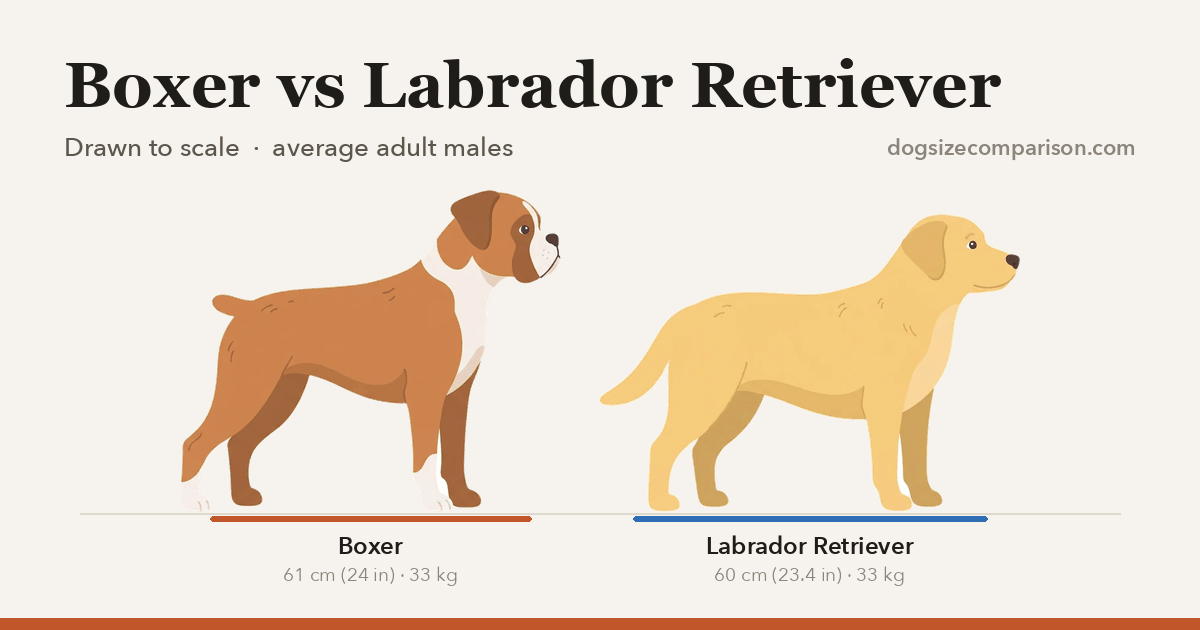 Boxer vs Labrador Retriever
Drawn to scale · average adult males
dogsizecomparison.com
Boxer
61 cm (24 in) · 33 kg
Labrador Retriever
60 cm (23.4 in) · 33 kg